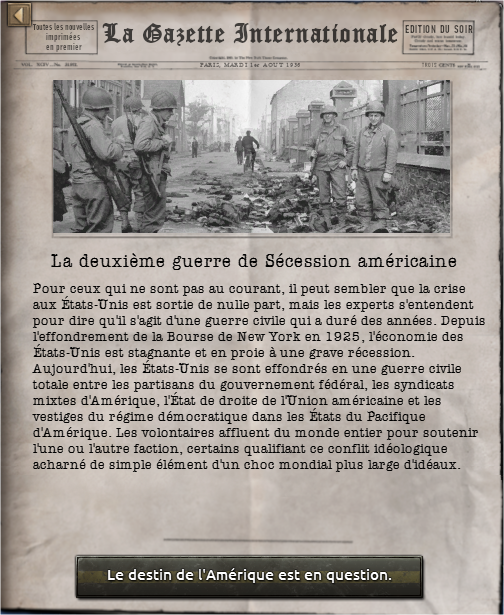 Toutes les nouvelles
imprimées
en premier
La Gazette Internationale
EDITION DU SOIR
PARIS, MARDI 1er AOUT 1936
La deuxième guerre de Sécession américaine
Pour ceux qui ne sont pas au courant, il peut sembler que la crise
aux États-Unis est sortie de nulle part, mais les experts s'entendent
pour dire qu'il s'agit d'une guerre civile qui a duré des années. Depuis
l'effondrement de la Bourse de New York en 1925, l'économie des
États-Unis est stagnante et en proie à une grave récession.
Aujourd'hui, les États-Unis se sont effondrés en une guerre civile
totale entre les partisans du gouvernement fédéral, les syndicats
mixtes d'Amérique, l'État de droite de l'Union américaine et les
vestiges du régime démocratique dans les États du Pacifique
d'Amérique. Les volontaires affluent du monde entier pour soutenir
l'une ou l'autre faction, certains qualifiant ce conflit idéologique
acharné de simple élément d'un choc mondial plus large d'idéaux.
Le destin de l'Amérique est en question.